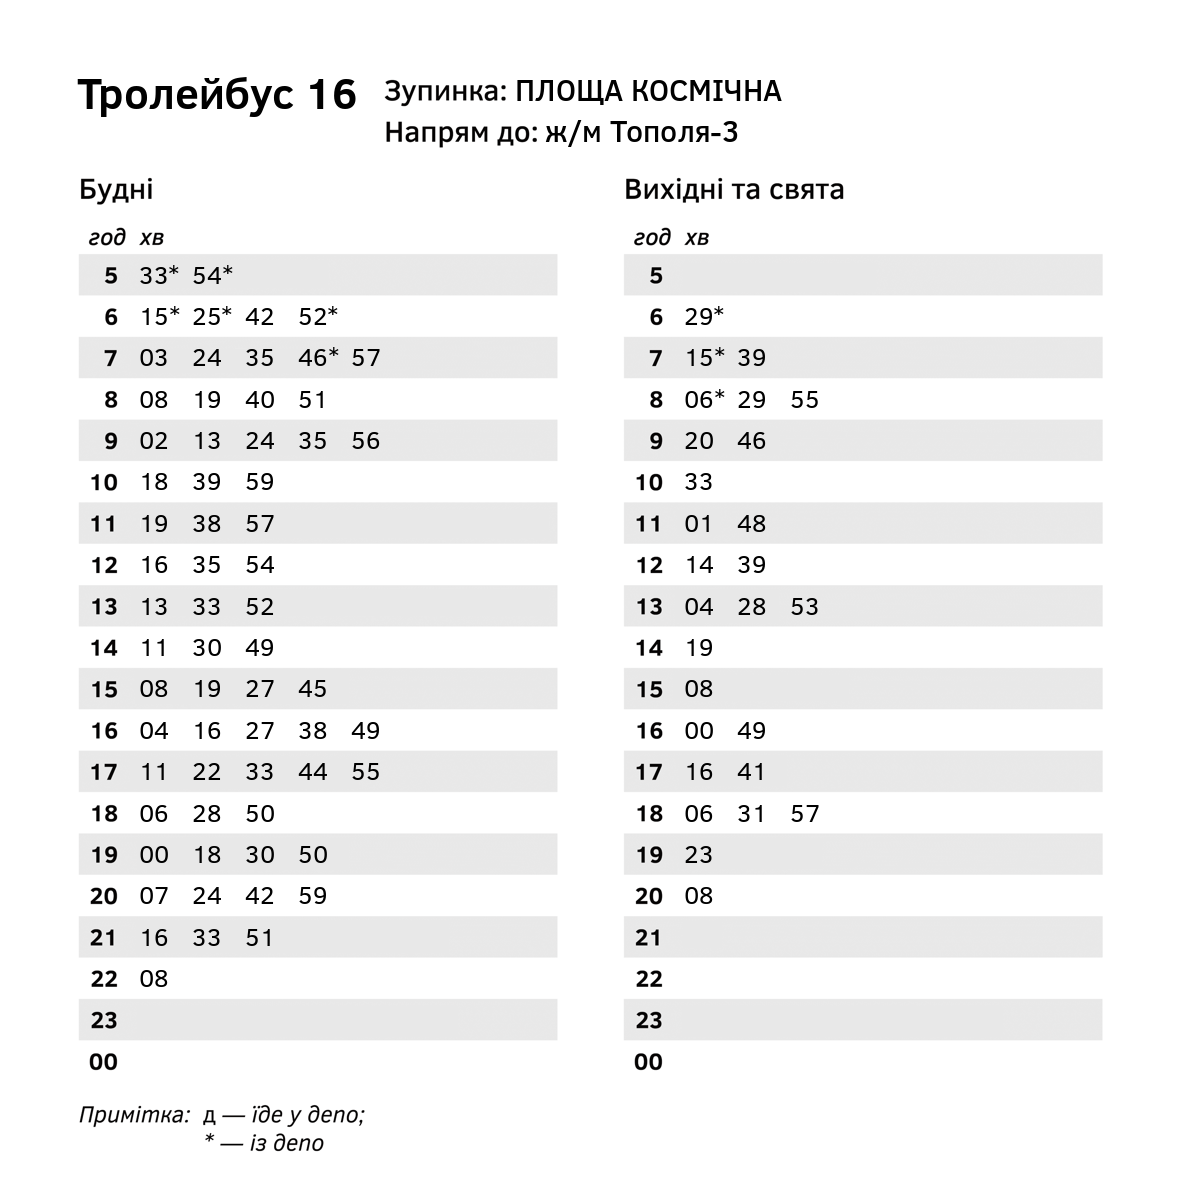 Тролейбус 16
Зупинка: ПЛОЩА КОСМІЧНА
Напрям до: ж/м Тополя-3
Будні
год хв
5 33* 54*
6 15* 25* 42 52*
7 03 24 35 46* 57
8 08 19 40 51
9 02 13 24 35 56
10 18 39 59
11 19 38 57
12 16 35 54
13 13 33 52
14 11 30 49
15 08 19 27 45
16 04 16 27 38 49
17 11 22 33 44 55
18 06 28 50
19 00 18 30 50
20 07 24 42 59
21 16 33 51
22 08
23
00
Вихідні та свята
год хв
5
6 29*
7 15* 39
8 06* 29 55
9 20 46
10 33
11 01 48
12 14 39
13 04 28 53
14 19
15 08
16 00 49
17 16 41
18 06 31 57
19 23
20 08
21
22
23
00
Примітка: д — їде у депо;
* — із депо